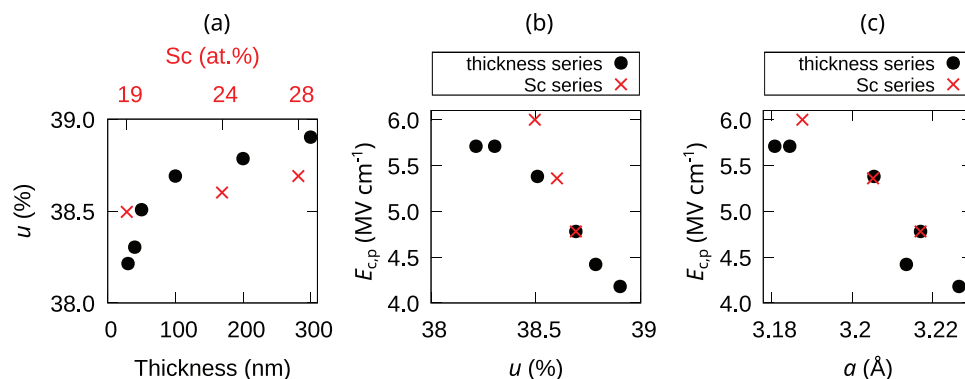 (a)
Sc (at.%)
19 24 28
39.0
38.5
38.0
u (%)
0 100 200 300
Thickness (nm)
(b)
thickness series
Sc series
6.0
5.5
5.0
4.5
4.0
E_{c,p} (MV cm⁻¹)
38 38.5 39
u (%)
(c)
thickness series
Sc series
6.0
5.5
5.0
4.5
4.0
E_{c,p} (MV cm⁻¹)
3.18 3.2 3.22
a (Å)